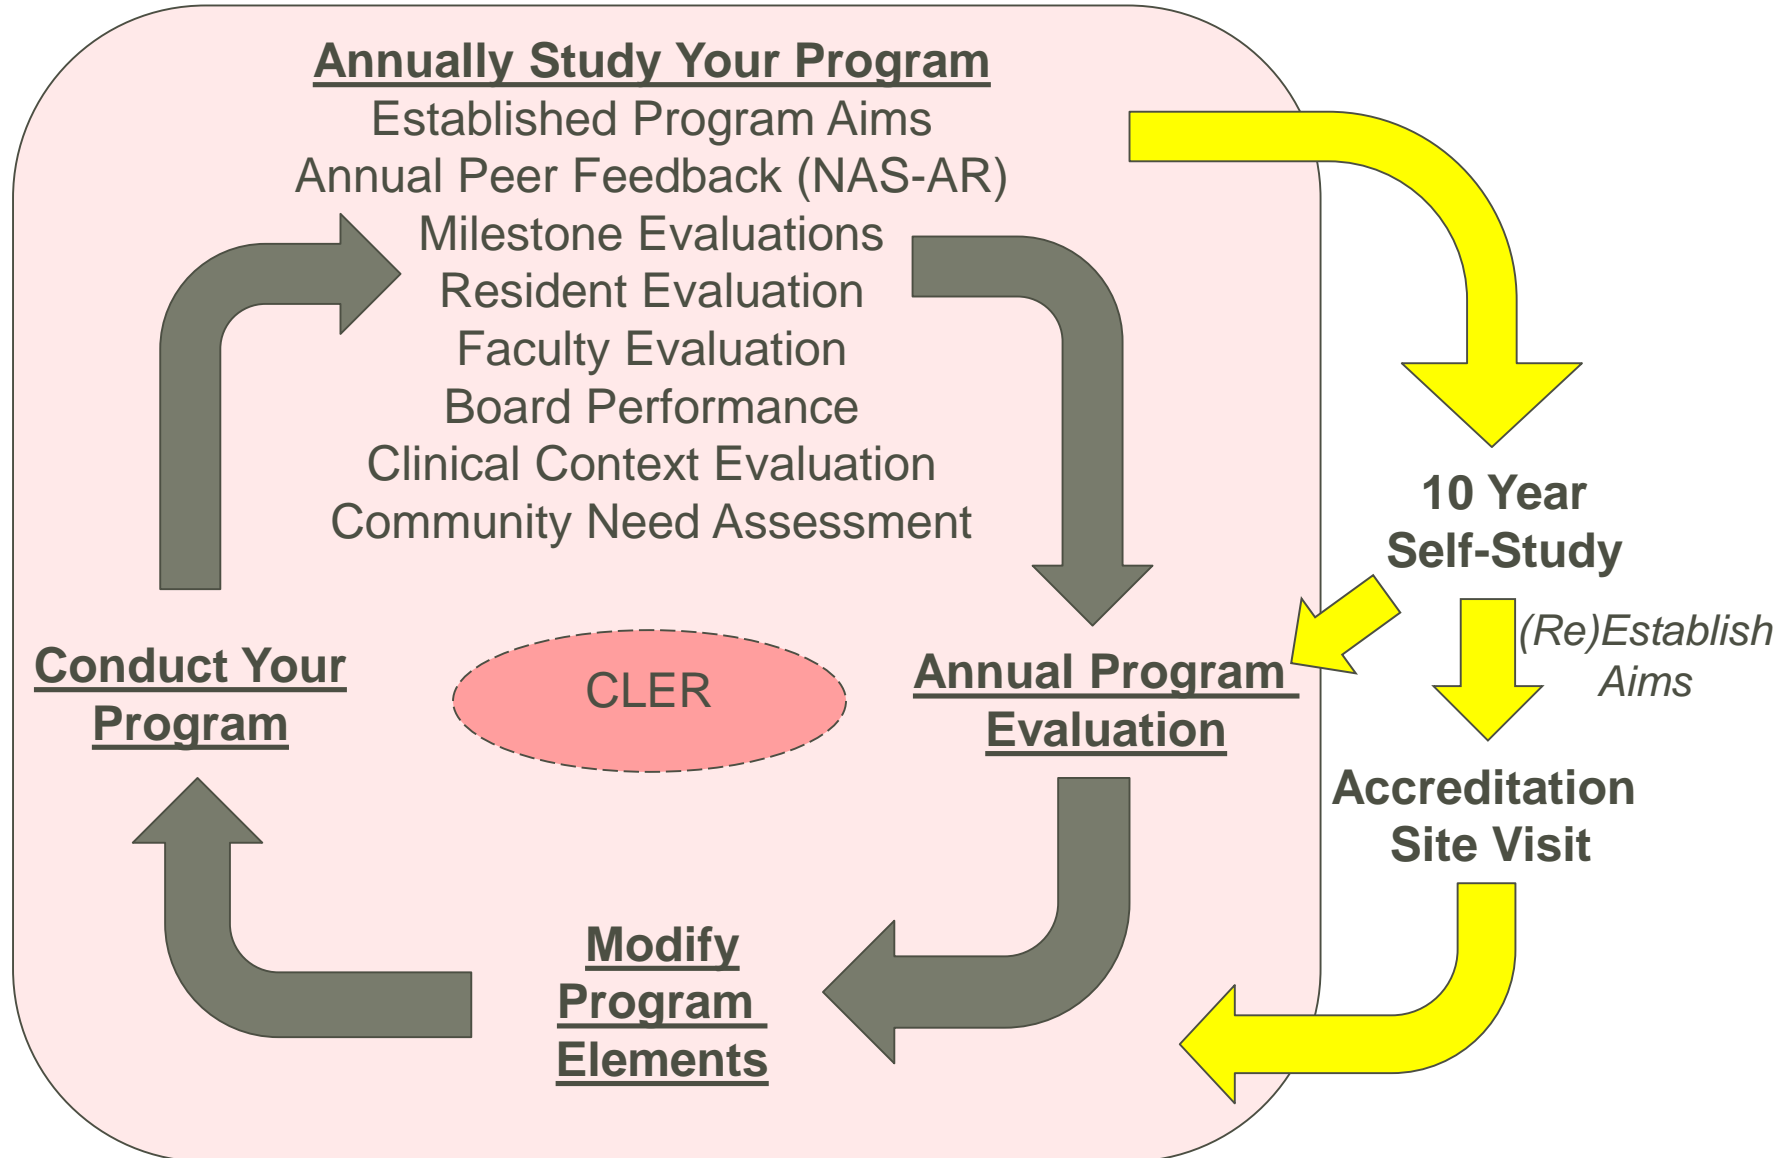 Annually Study Your Program
Established Program Aims
Annual Peer Feedback (NAS-AR)
Milestone Evaluations
Resident Evaluation
Faculty Evaluation
Board Performance
Clinical Context Evaluation
Community Need Assessment
10 Year
Self-Study
(Re)Establish
Aims
Conduct Your
Program
CLER
Annual Program
Evaluation
Accreditation
Site Visit
Modify
Program
Elements